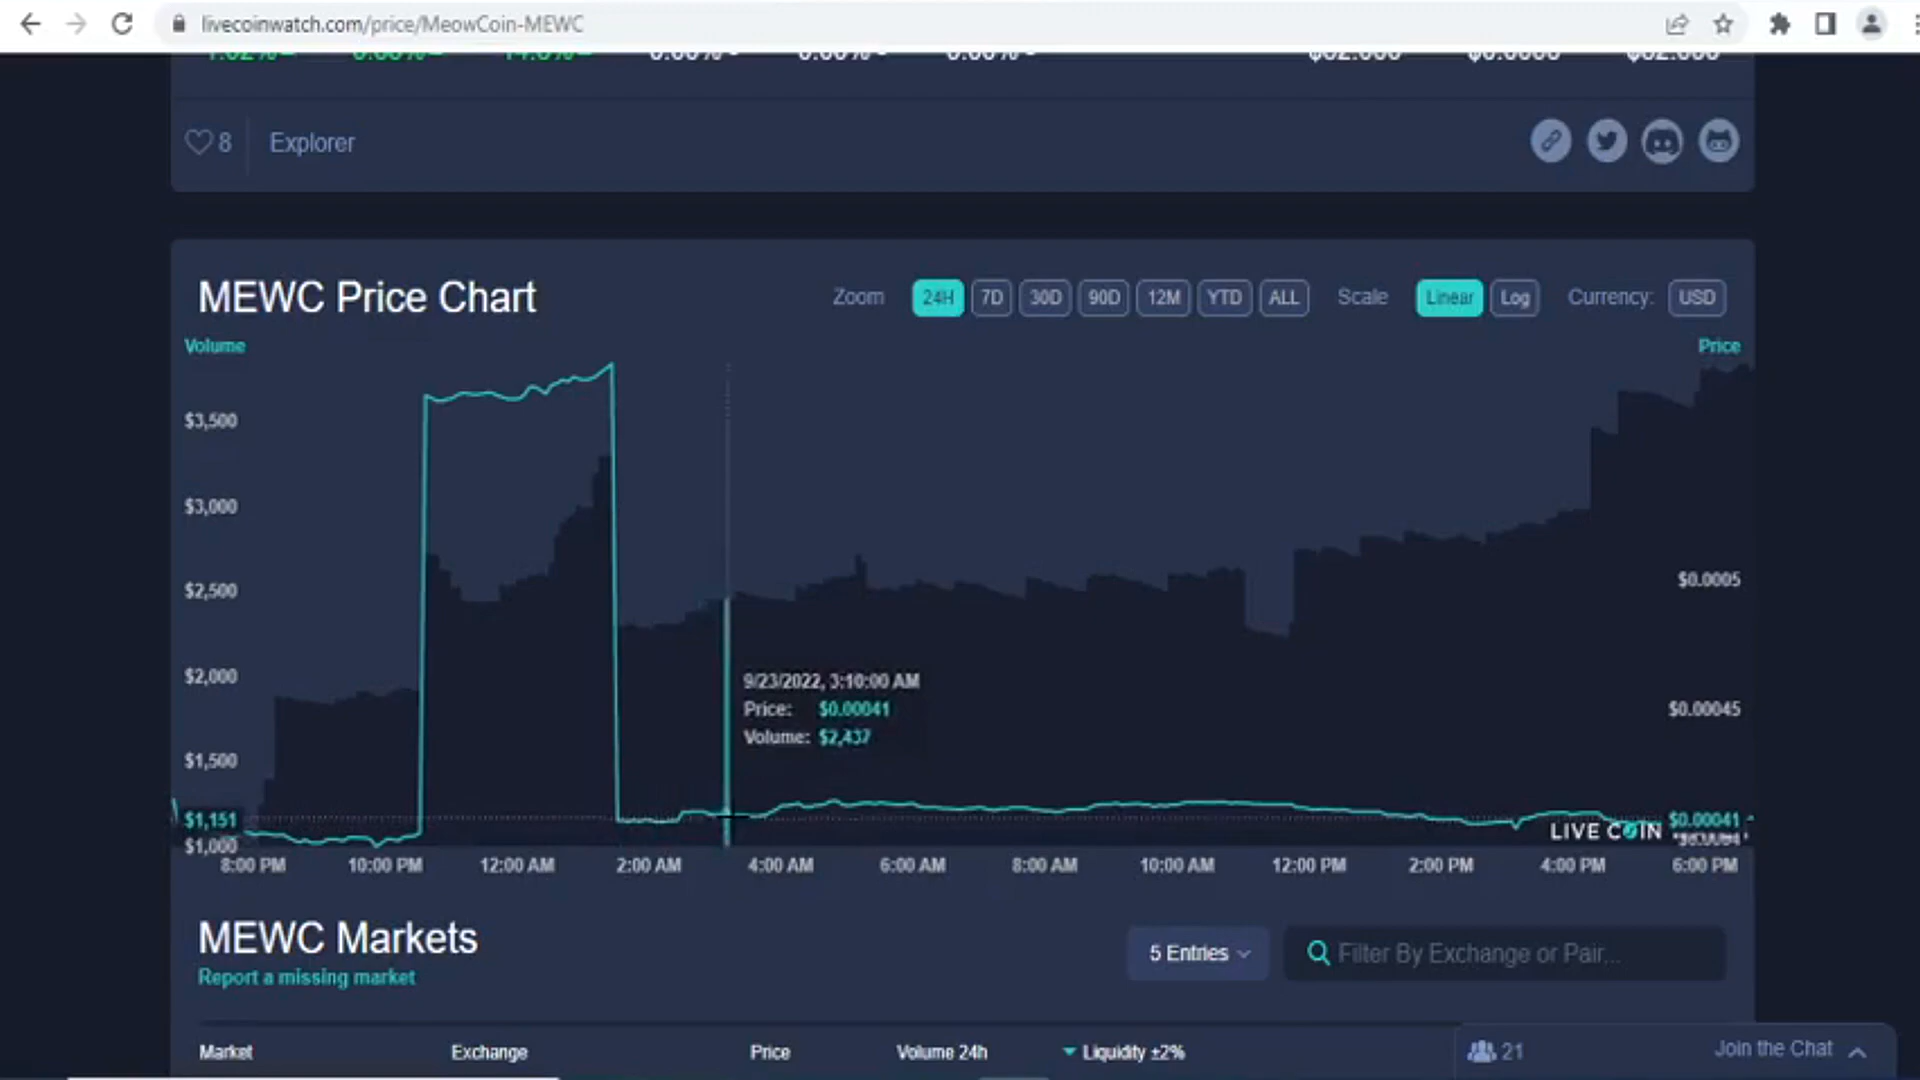 livecoinwatch.com/price/MeowCoin-MEWC
8 Explorer
MEWC Price Chart
Zoom 24H 7D 30D 90D 12M YTD ALL Scale Linear Log Currency: USD
Volume Price
$3,500
$3,000
$2,500 $0.0005
9/23/2022, 3:10:00 AM
$2,000
Price: $0.00041 $0.00045
Volume: $2,437
$1,500
$1,151 $0.00041
LIVE COIN
$1,000
8:00 PM 10:00 PM 12:00 AM 2:00 AM 4:00 AM 6:00 AM 8:00 AM 10:00 AM 12:00 PM 2:00 PM 4:00 PM 6:00 PM
MEWC Markets
5 Entries Filter By Exchange or Pair...
Report a missing market
Market Exchange Price Volume 24h Liquidity ±2%
21 Join the Chat